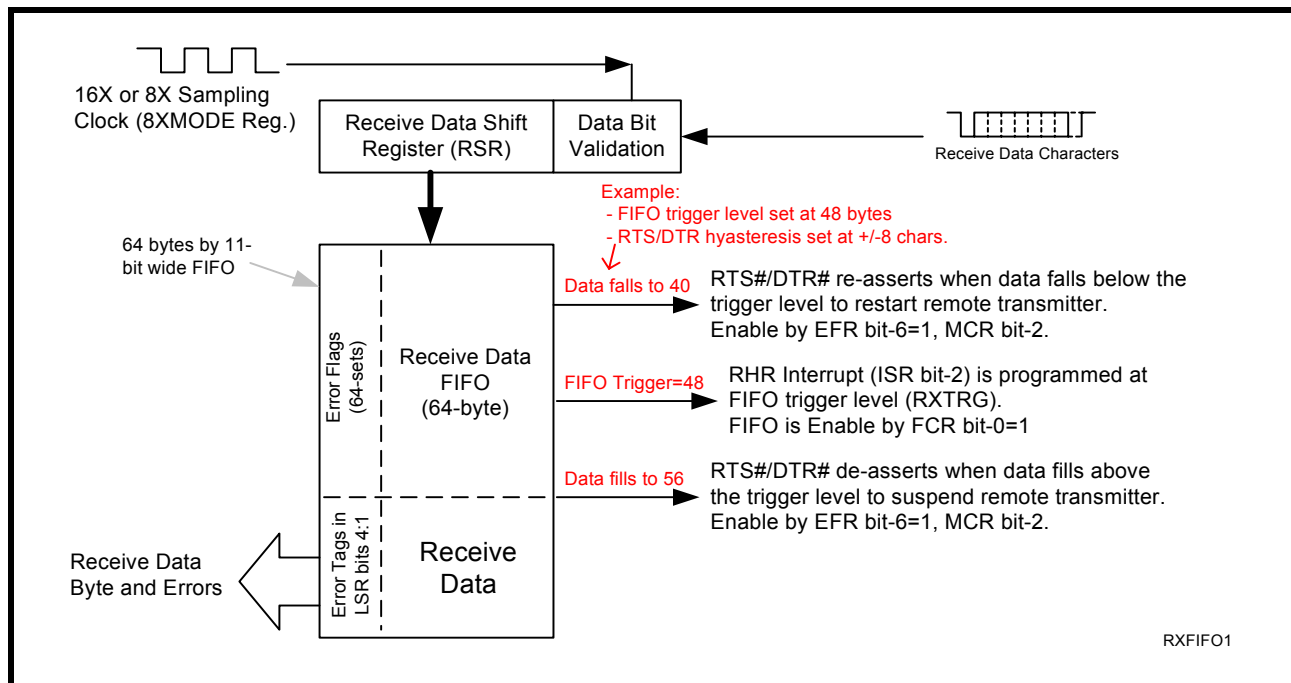 16X or 8X Sampling
Clock (8XMODE Reg.)
Receive Data Shift
Register (RSR)
Data Bit
Validation
Receive Data Characters
Example:
- FIFO trigger level set at 48 bytes
- RTS/DTR hyasteresis set at +/-8 chars.
64 bytes by 11-
bit wide FIFO
Data falls to 40
RTS#/DTR# re-asserts when data falls below the
trigger level to restart remote transmitter.
Enable by EFR bit-6=1, MCR bit-2.
Error Flags
(64-sets)
Receive Data
FIFO
(64-byte)
FIFO Trigger=48
RHR Interrupt (ISR bit-2) is programmed at
FIFO trigger level (RXTRG).
FIFO is Enable by FCR bit-0=1
Data fills to 56
RTS#/DTR# de-asserts when data fills above
the trigger level to suspend remote transmitter.
Enable by EFR bit-6=1, MCR bit-2.
Error Tags in
LSR bits 4:1
Receive
Data
Receive Data
Byte and Errors
RXFIFO1